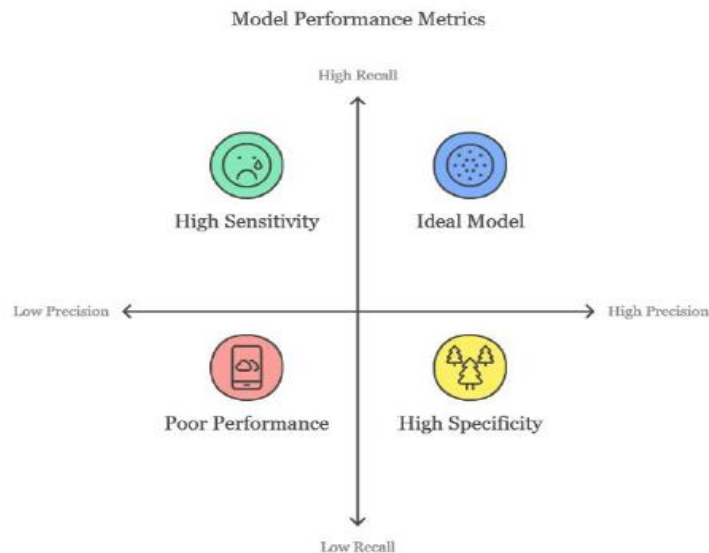 Model Performance Metrics
High Recall
High Sensitivity
Ideal Model
Low Precision
High Precision
Poor Performance
High Specificity
Low Recall